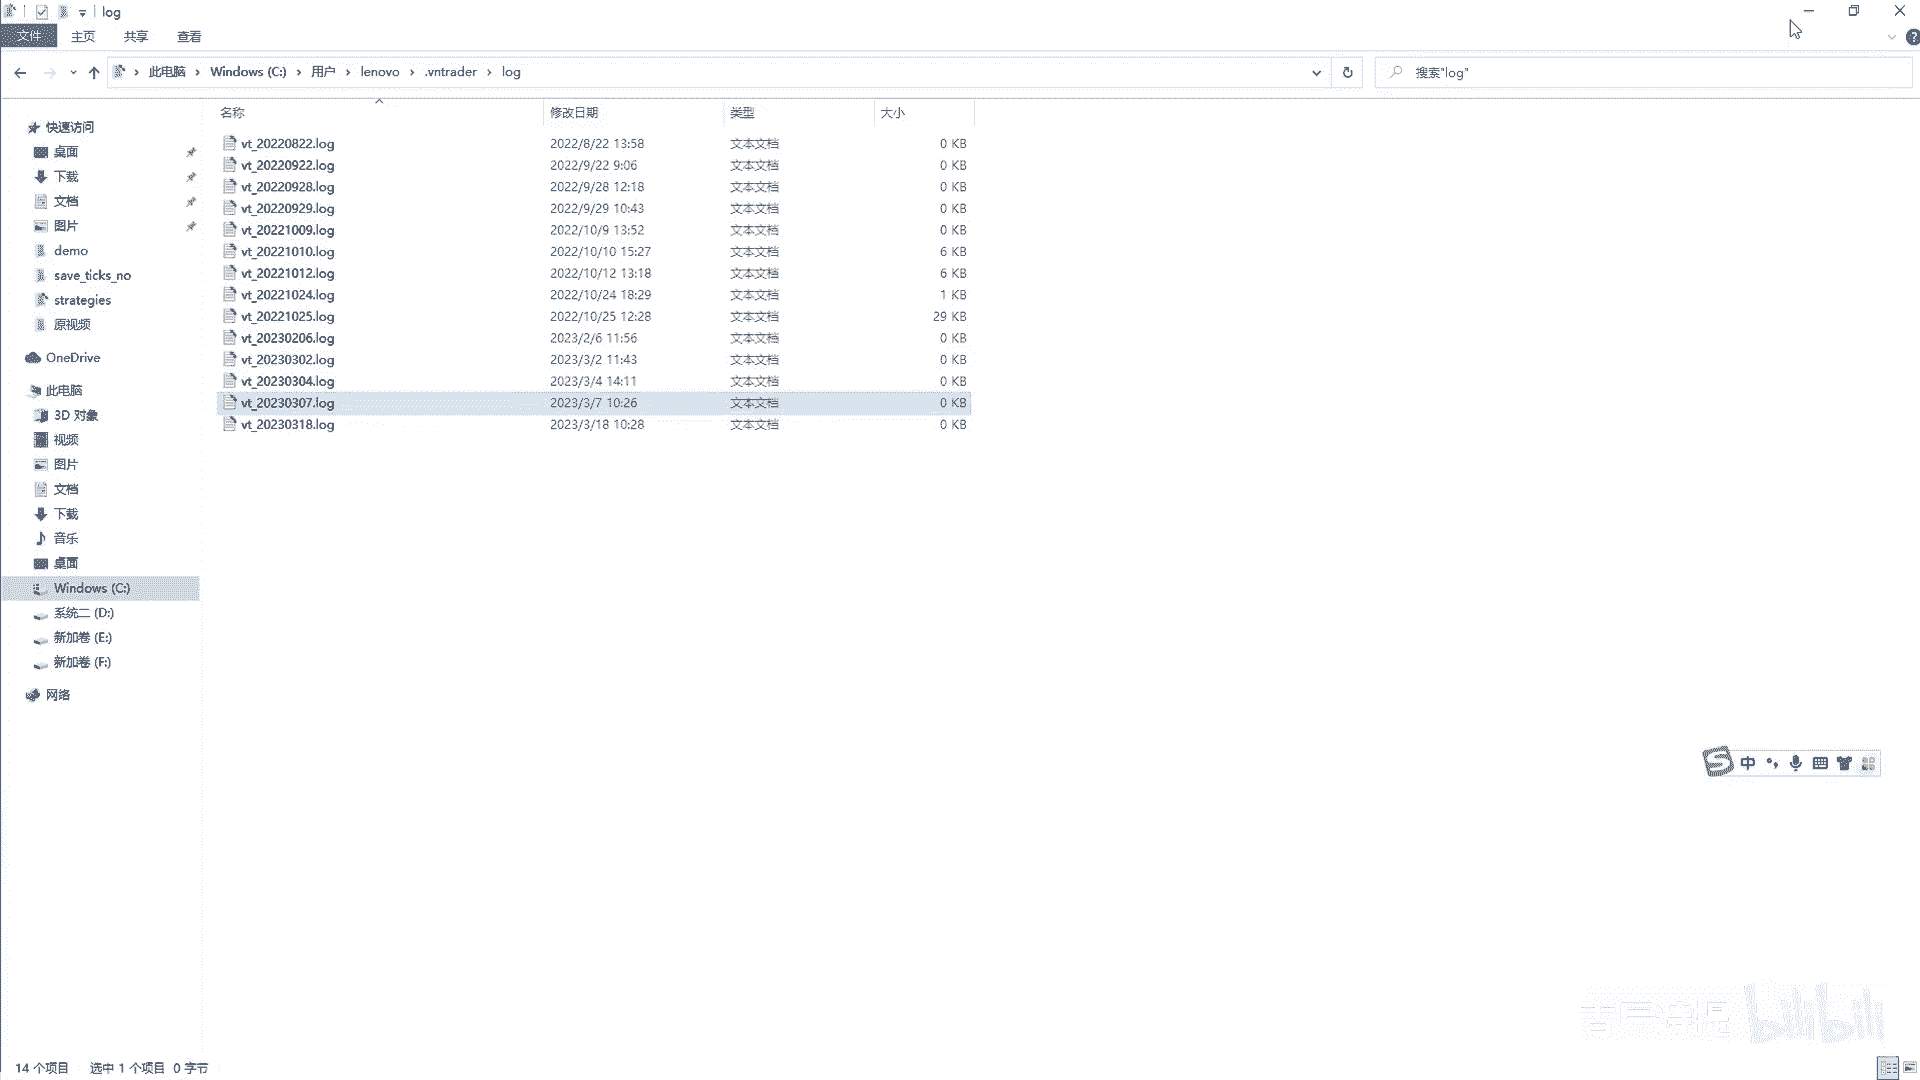 log
文件 主页 共享 查看
此电脑 Windows (C:) 用户 lenovo .vntrader log 搜索"log"
名称 修改日期 类型 大小
vt_20220822.log 2022/8/22 13:58 文本文档 0 KB
vt_20220922.log 2022/9/22 9:06 文本文档 0 KB
vt_20220928.log 2022/9/28 12:18 文本文档 0 KB
vt_20220929.log 2022/9/29 10:43 文本文档 0 KB
vt_20221009.log 2022/10/9 13:52 文本文档 0 KB
vt_20221010.log 2022/10/10 15:27 文本文档 6 KB
vt_20221012.log 2022/10/12 13:18 文本文档 6 KB
vt_20221024.log 2022/10/24 18:29 文本文档 1 KB
vt_20221025.log 2022/10/25 12:28 文本文档 29 KB
vt_20230206.log 2023/2/6 11:56 文本文档 0 KB
vt_20230302.log 2023/3/2 11:43 文本文档 0 KB
vt_20230304.log 2023/3/4 14:11 文本文档 0 KB
vt_20230307.log 2023/3/7 10:26 文本文档 0 KB
vt_20230318.log 2023/3/18 10:28 文本文档 0 KB
快速访问
桌面
下载
文档
图片
demo
save_ticks_no
strategies
原视频
OneDrive
此电脑
3D 对象
视频
图片
文档
下载
音乐
桌面
Windows (C:)
系统二 (D:)
新加卷 (E:)
新加卷 (F:)
网络
中
bilibili
14 个项目 选中 1 个项目 0 字节